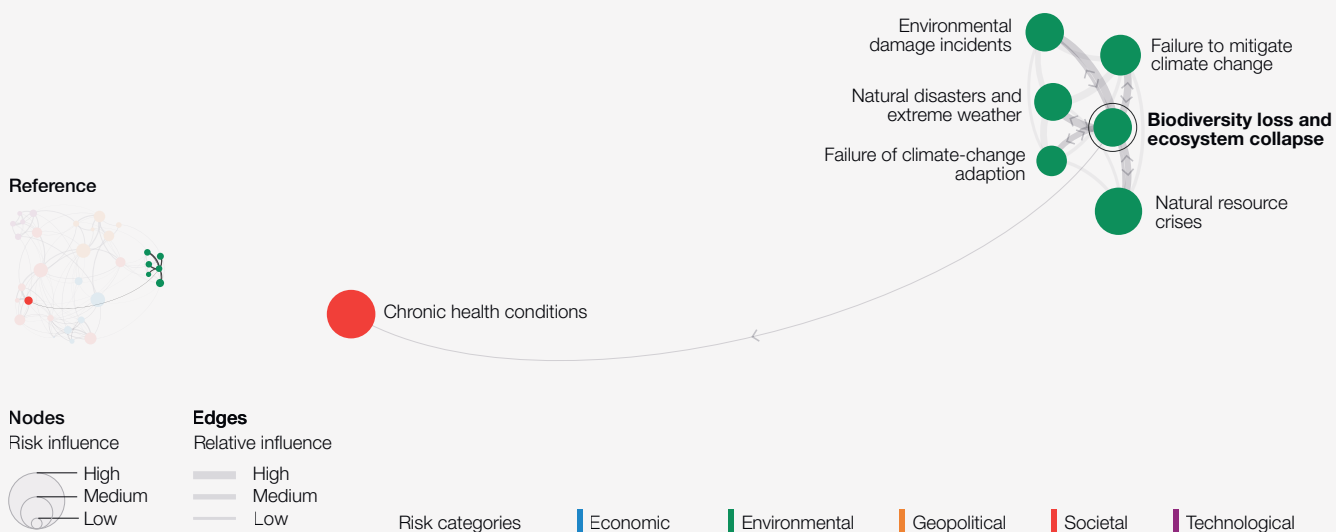 Environmental
damage incidents
Failure to mitigate
climate change
Natural disasters and
extreme weather
Biodiversity loss and
ecosystem collapse
Failure of climate-change
adaption
Reference
Natural resource
crises
Chronic health conditions
Nodes
Risk influence
High
Medium
Low
Edges
Relative influence
High
Medium
Low
Risk categories
Economic
Environmental
Geopolitical
Societal
Technological